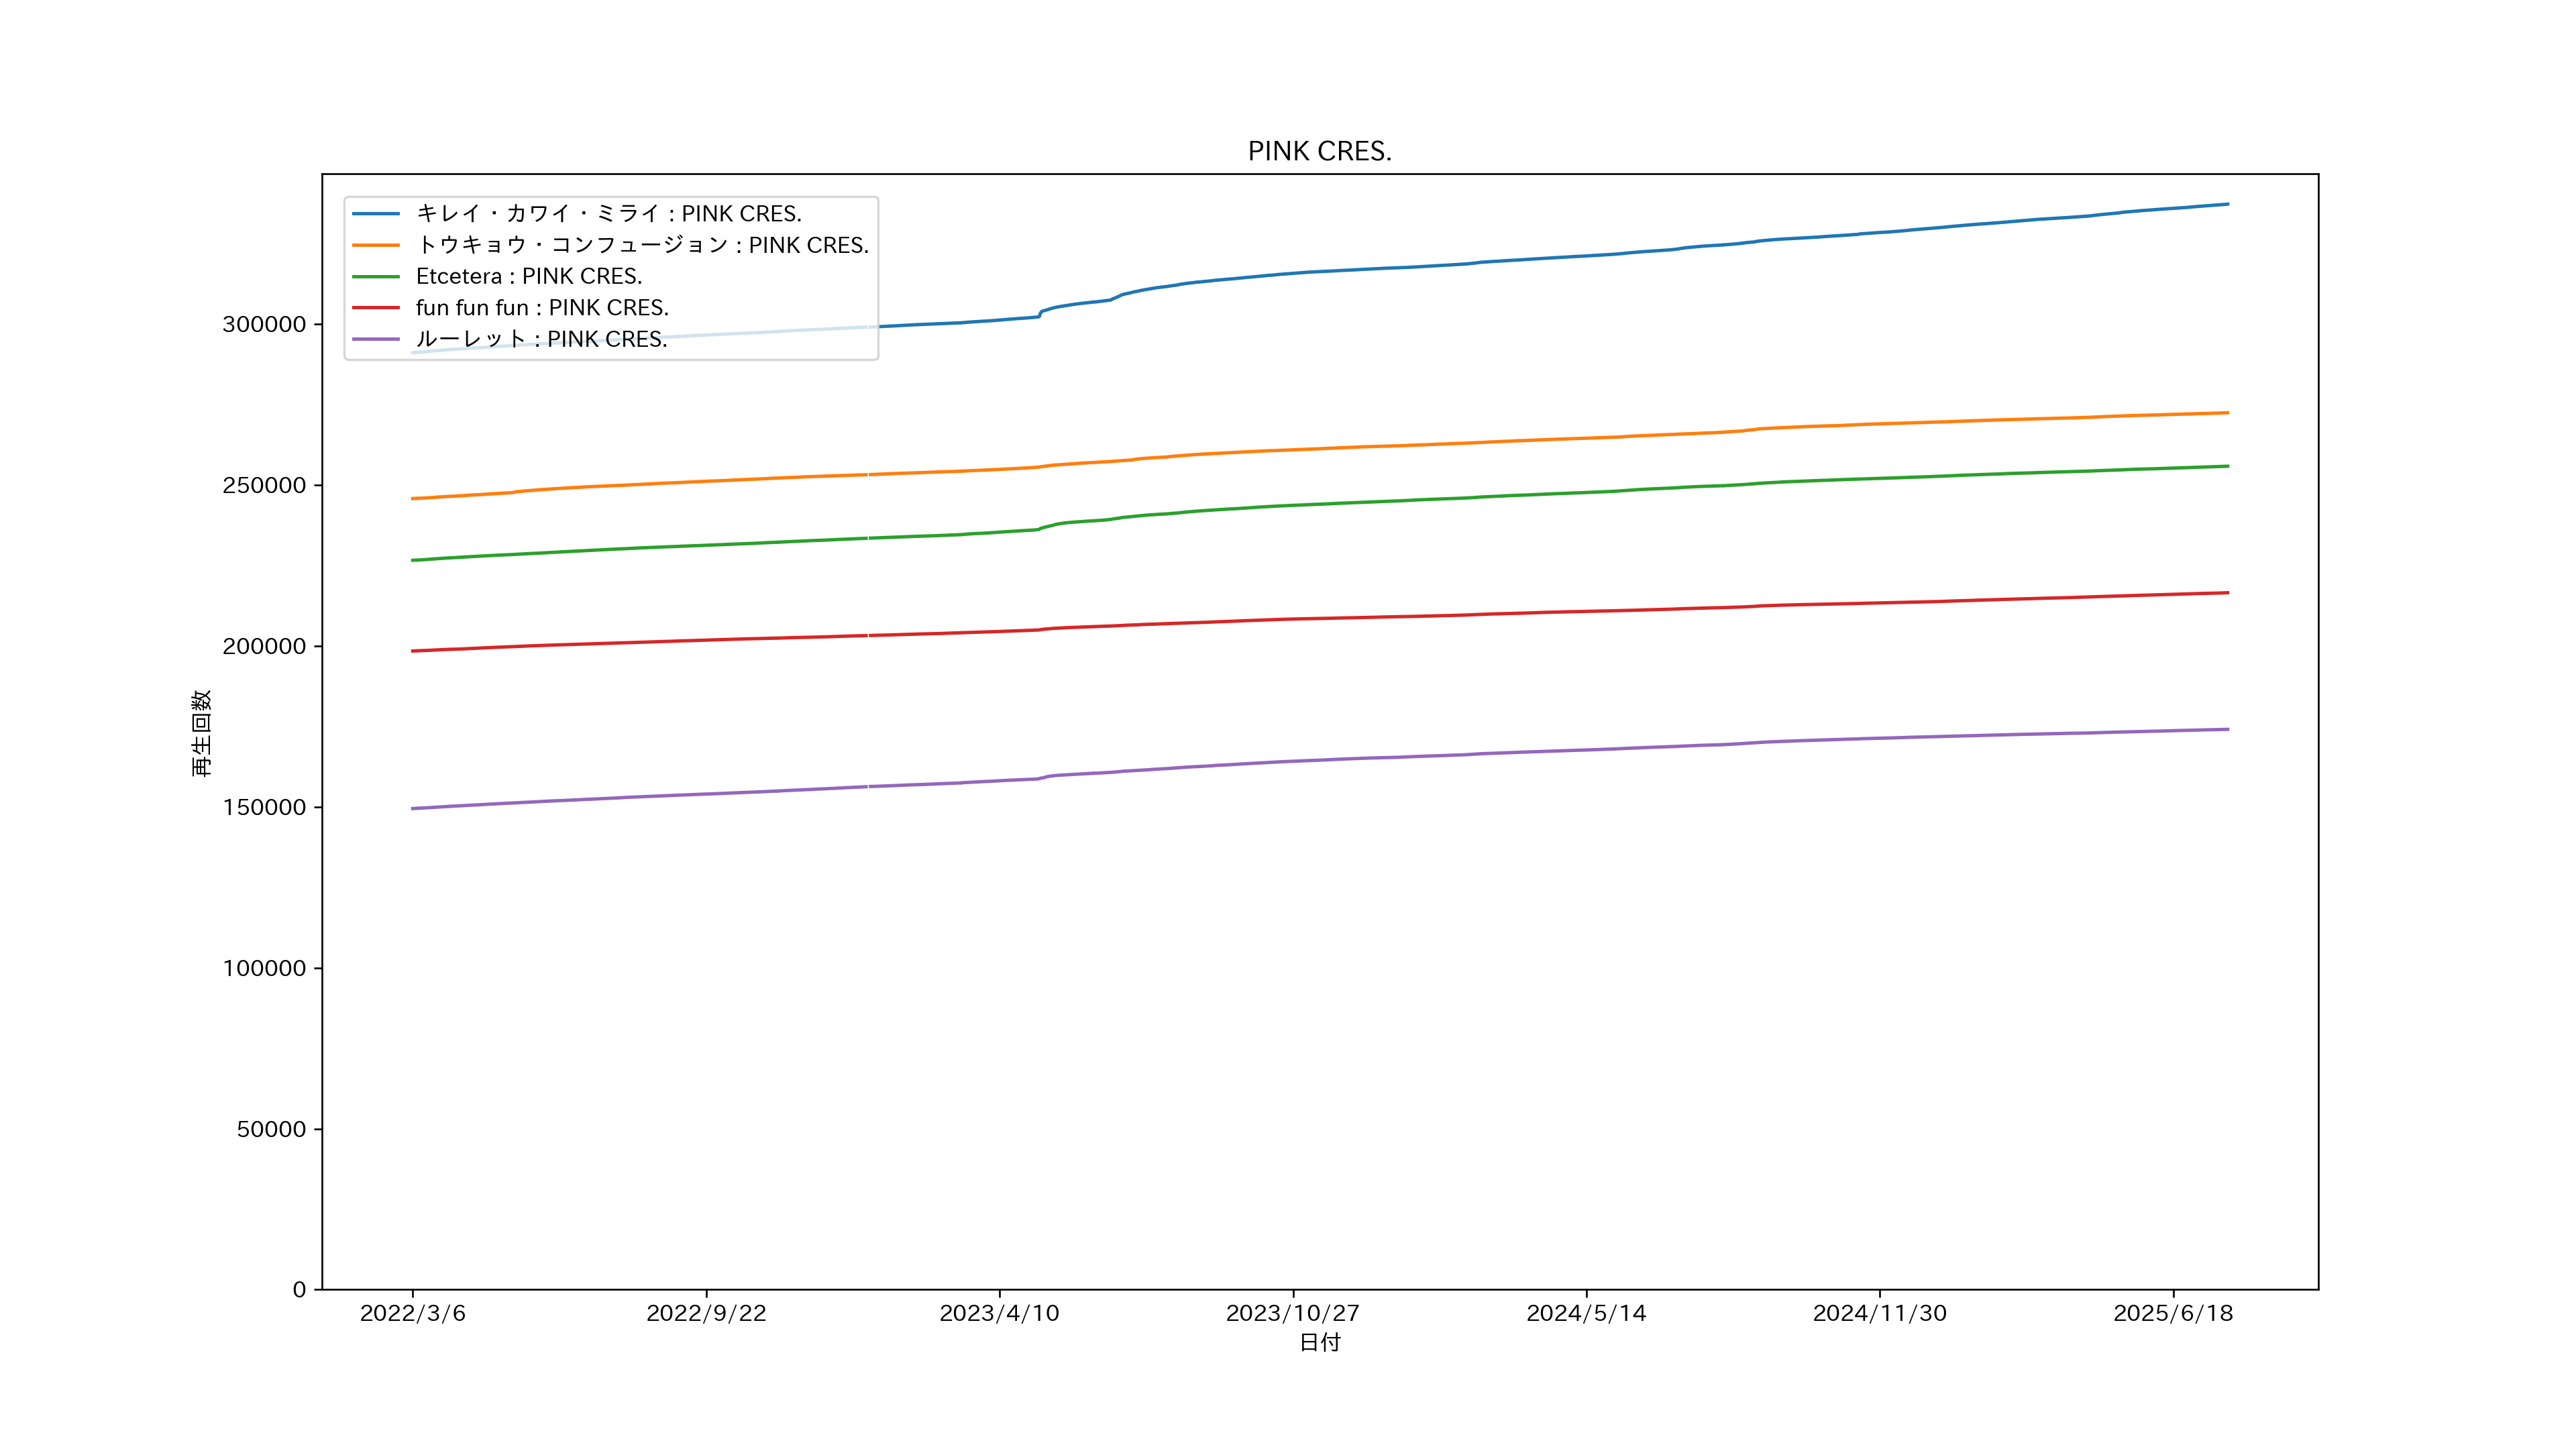 PINK CRES.
キレイ・カワイ・ミライ : PINK CRES.
トウキョウ・コンフュージョン : PINK CRES.
Etcetera : PINK CRES.
fun fun fun : PINK CRES.
ルーレット : PINK CRES.
再生回数
300000
250000
200000
150000
100000
50000
0
2022/3/6
2022/9/22
2023/4/10
2023/10/27
2024/5/14
2024/11/30
2025/6/18
日付